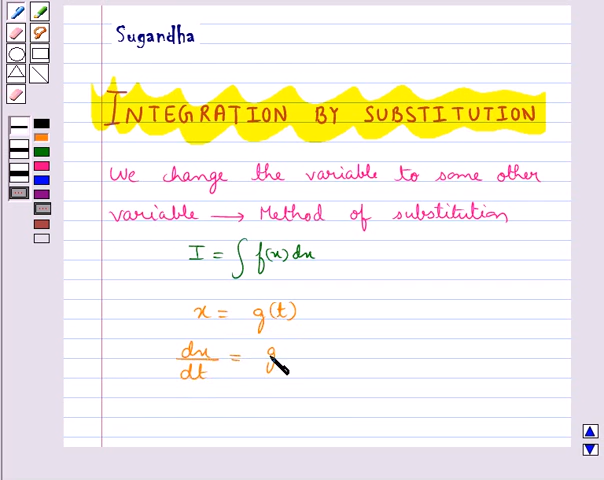 Sugandha
INTEGRATION BY SUBSTITUTION
We change the variable to some other
variable → Method of substitution
I = ∫ f(x) dx
x = g(t)
dx/dt = g